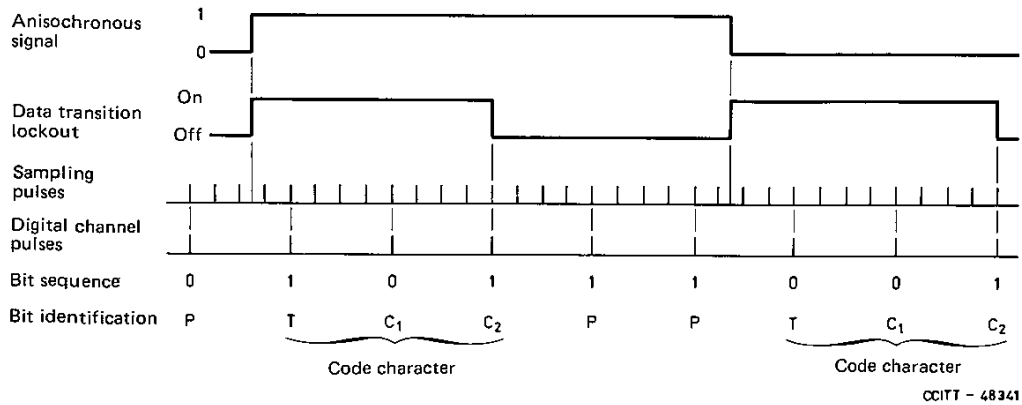 Anisochronous
signal
1
0
Data transition
lockout
On
Off
Sampling
pulses
Digital channel
pulses
Bit sequence 0 1 0 1 1 1 0 0 1
Bit identification P T C₁ C₂ P P T C₁ C₂
Code character Code character
CCITT – 48341